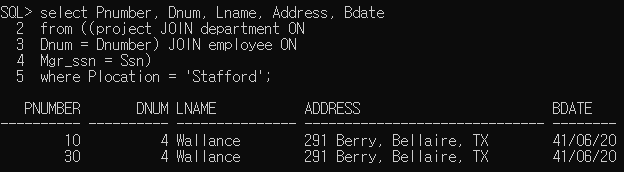 SQL> select Pnumber, Dnum, Lname, Address, Bdate
2 from ((project JOIN department ON
3 Dnum = Dnumber) JOIN employee ON
4 Mgr_ssn = Ssn)
5 where Plocation = 'Stafford';
PNUMBER DNUM LNAME ADDRESS BDATE
---------- ---------- --------------- ------------------------------ --------
10 4 Wallance 291 Berry, Bellaire, TX 41/06/20
30 4 Wallance 291 Berry, Bellaire, TX 41/06/20